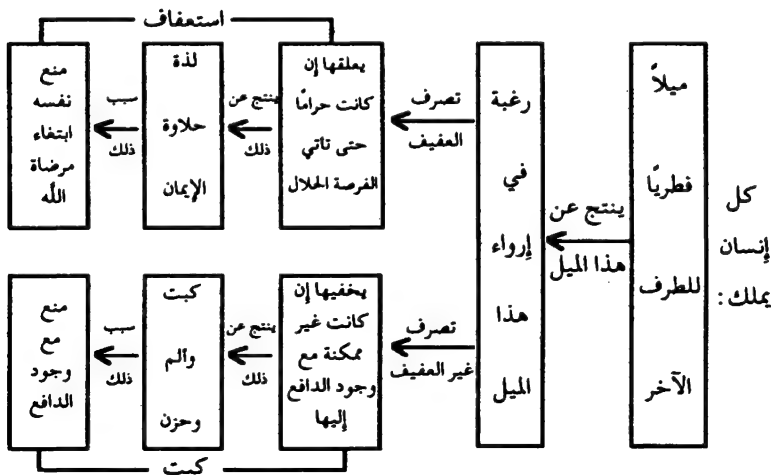 كل
إنسان
يملك:
ميلاً
فطريًا
للطرف
الآخر
ينتج عن
هذا الميل
رغبة
في
إرواء
هذا
الميل
استعفاف
تصرف
العفيف
يعلقها إن
كانت حرامًا
حتى تأتي
الفرصة الحلال
ينتج عن
ذلك
لذة
حلاوة
الإيمان
سبب
ذلك
منع
نفسه
ابتغاء
مرضاة
الله
تصرف
غير العفيف
يخفيها إن
كانت غير
ممكنة مع
وجود الدافع
إليها
ينتج عن
ذلك
كبت
وألم
وحزن
سبب
ذلك
منع
مع
وجود
الدافع
كبت